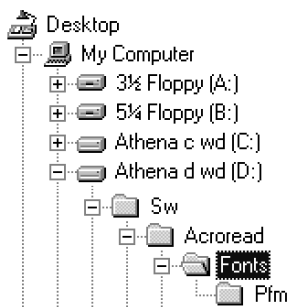 Desktop
My Computer
3½ Floppy (A:)
5¼ Floppy (B:)
Athena c wd (C:)
Athena d wd (D:)
Sw
Acroread
Fonts
Pfm